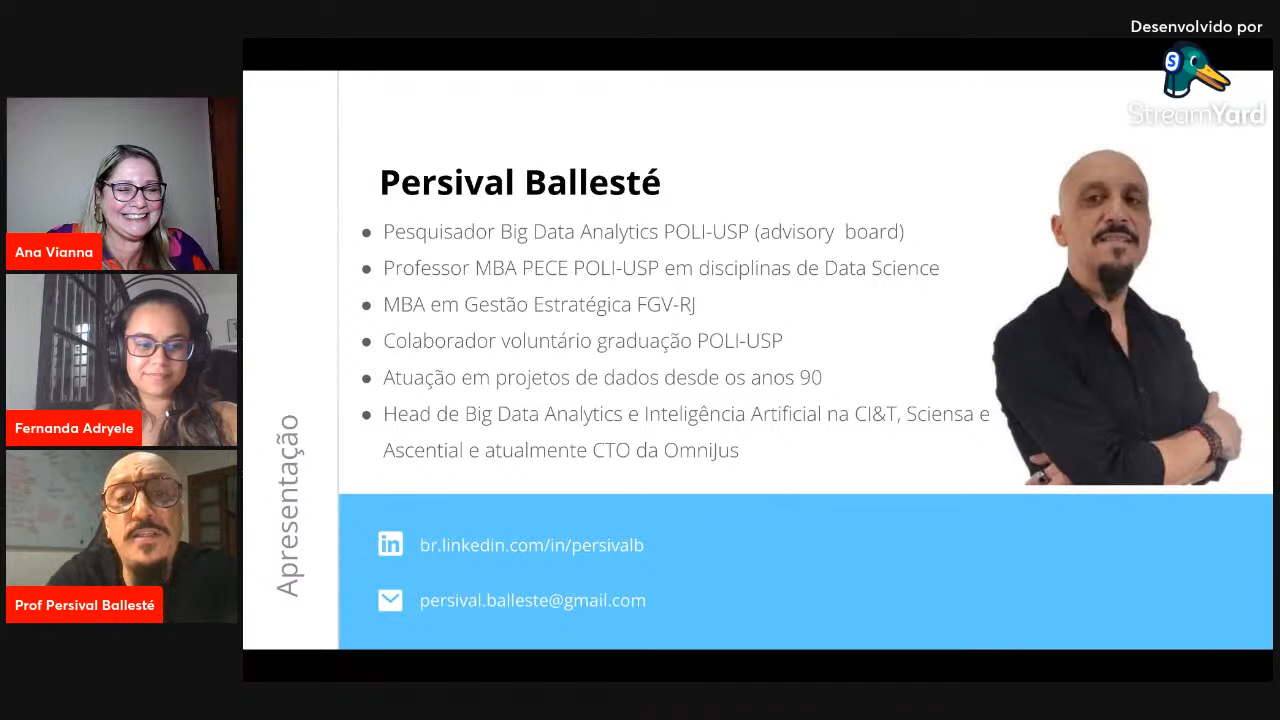 Desenvolvido por
S
StreamYard
Ana Vianna
Fernanda Adryele
Prof Persival Ballesté
Apresentação
Persival Ballesté
● Pesquisador Big Data Analytics POLI-USP (advisory board)
● Professor MBA PECE POLI-USP em disciplinas de Data Science
● MBA em Gestão Estratégica FGV-RJ
● Colaborador voluntário graduação POLI-USP
● Atuação em projetos de dados desde os anos 90
● Head de Big Data Analytics e Inteligência Artificial na CI&T, Sciensa e
Ascential e atualmente CTO da OmniJus
in
br.linkedin.com/in/persivalb
persival.balleste@gmail.com